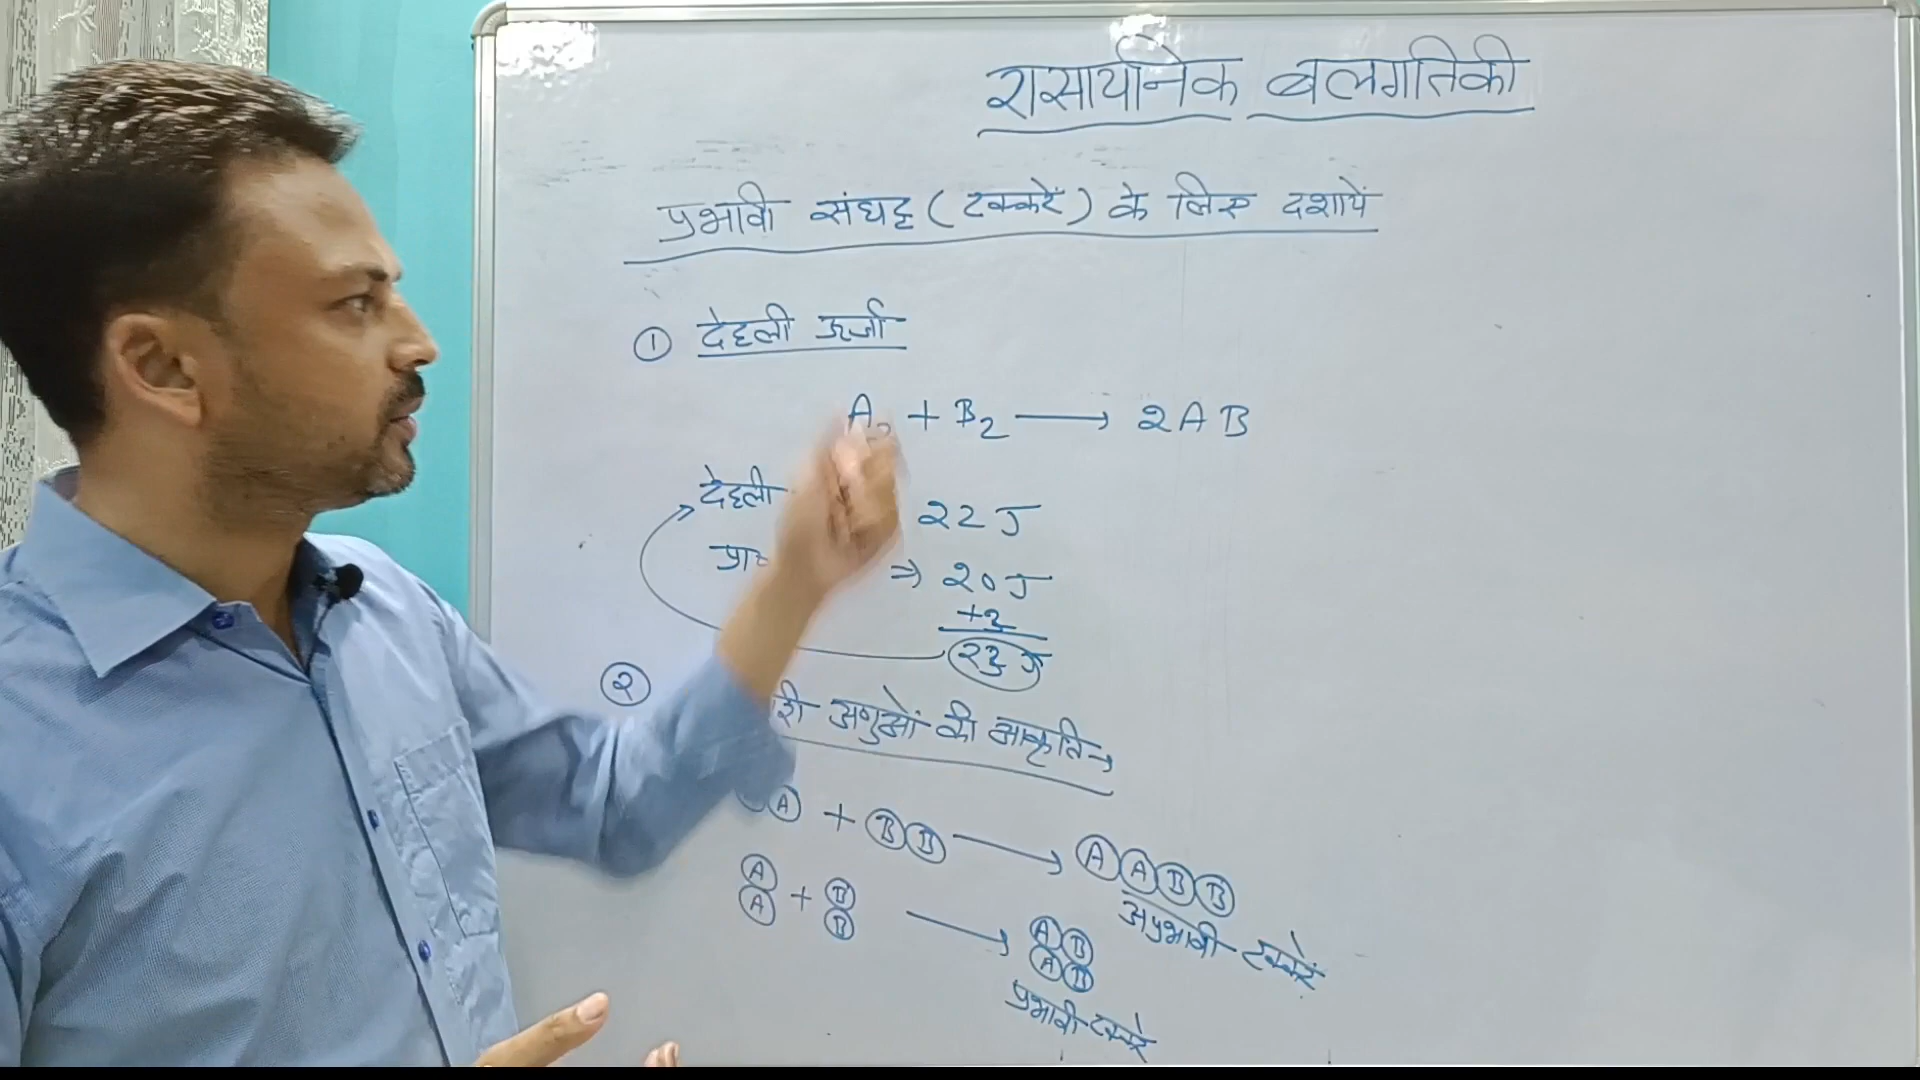 रासायनिक बलगतिकी
प्रभावी संघट्ट (टक्करें) के लिए दशायें
① देहली ऊर्जा
A₂ + B₂ ⟶ 2AB
देहली 22 J
⇒ 20 J
+2
② अणुओं की आकृति→
A + B B ⟶ A A B B
अप्रभावी टक्करें
A + B ⟶ A B
A B A B
प्रभावी टक्करें